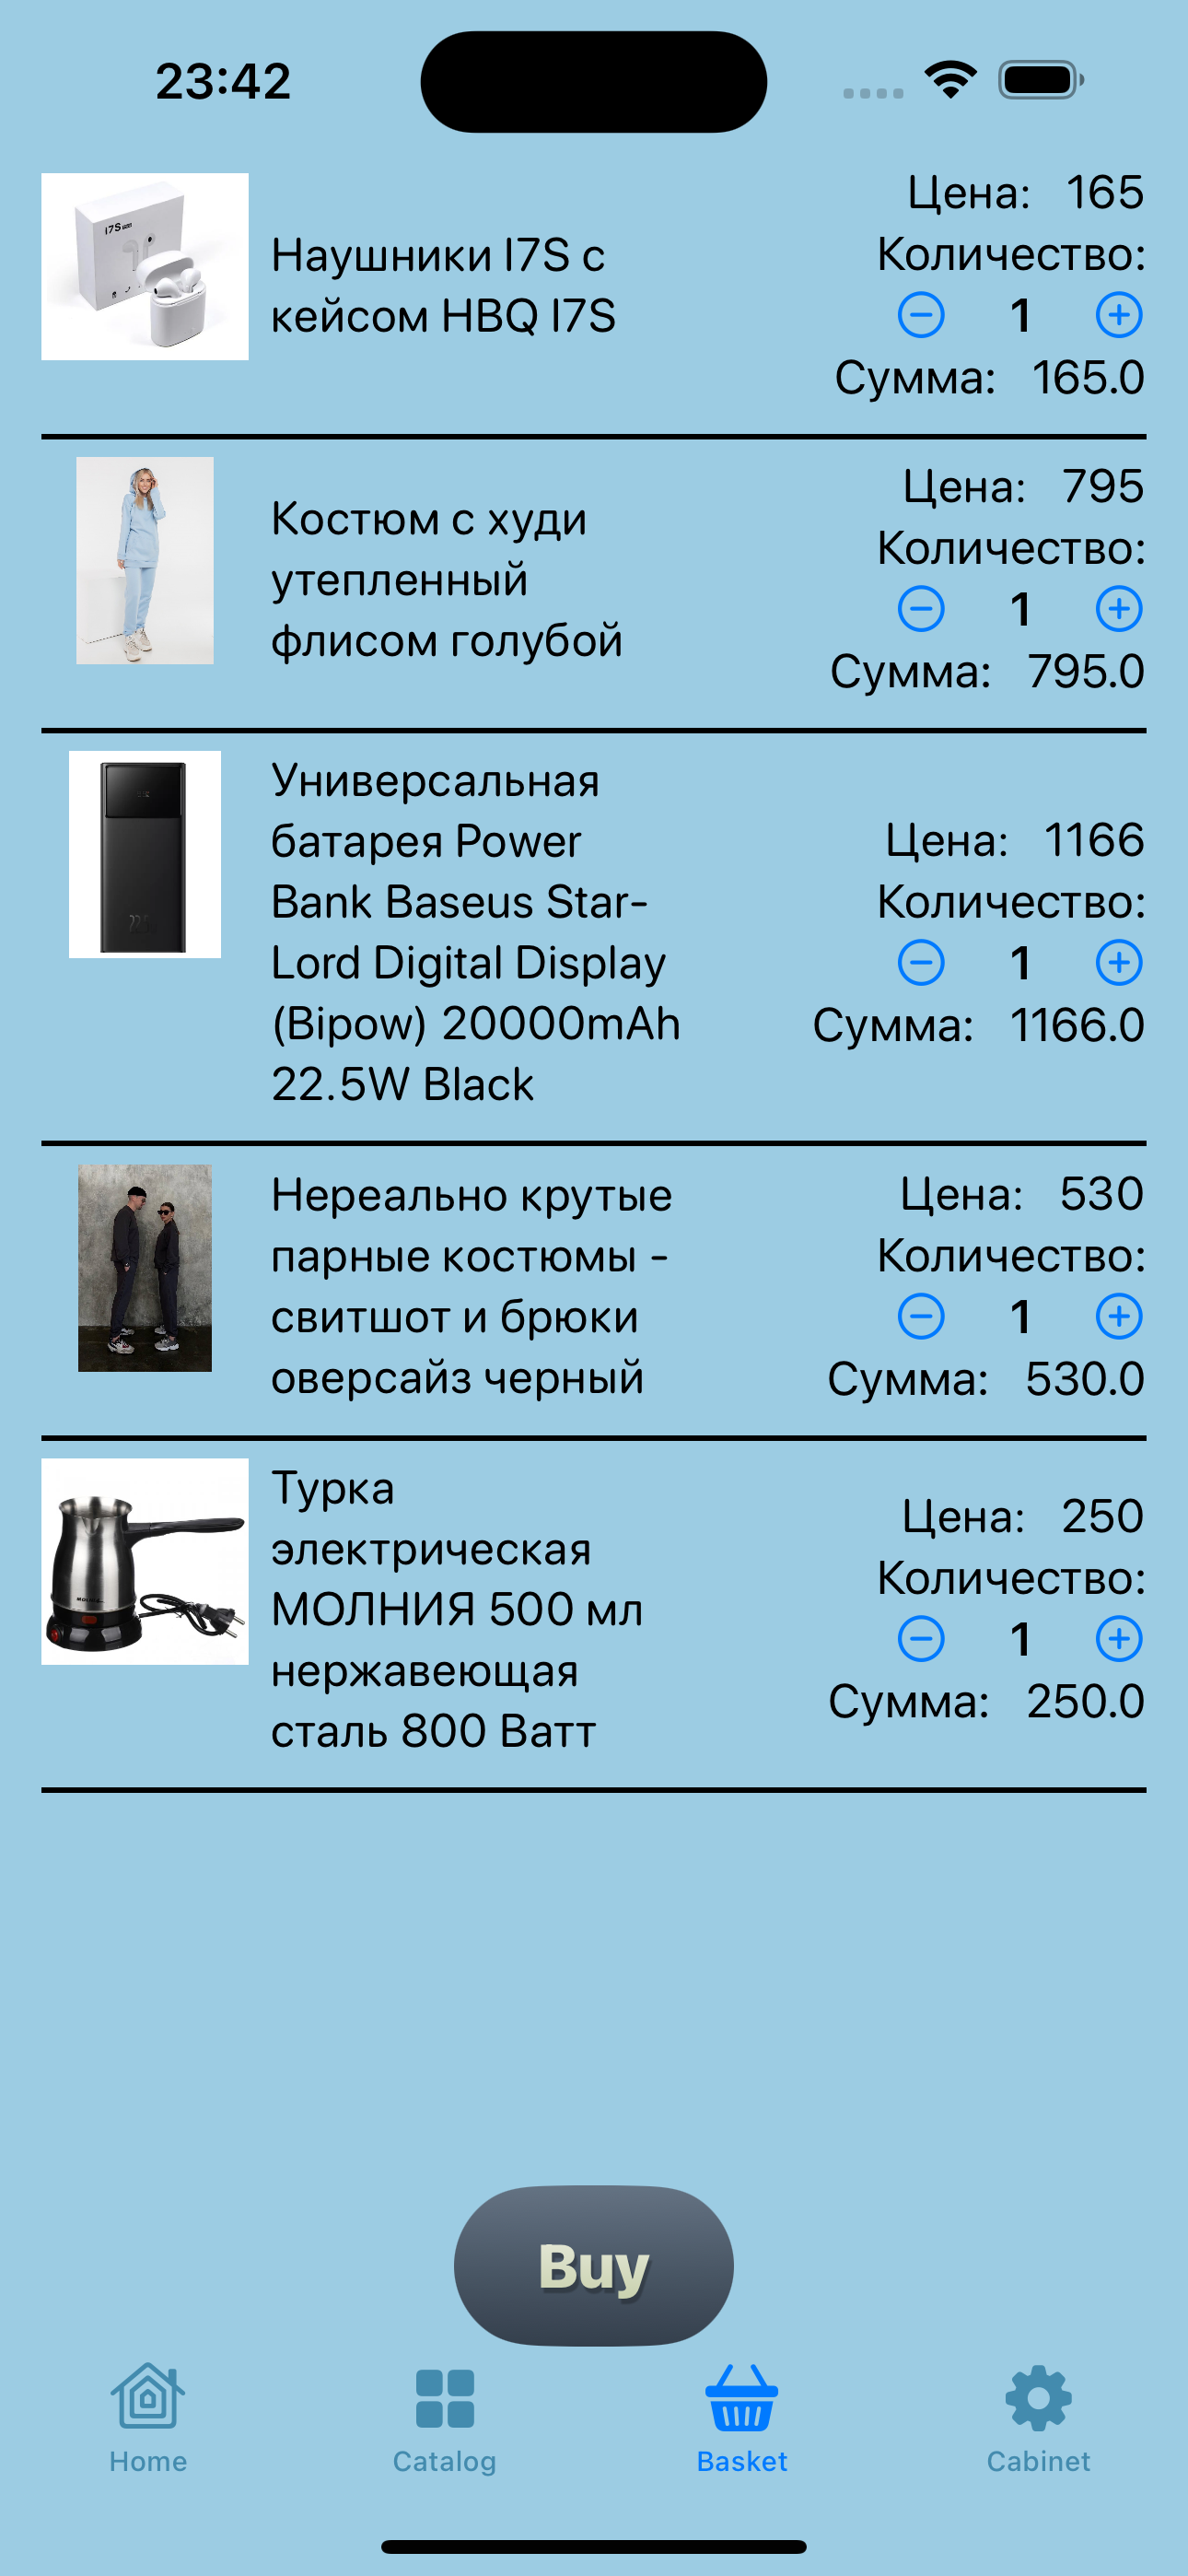 23:42
I7S
Наушники I7S с
кейсом HBQ I7S
Цена: 165
Количество:
1
Сумма: 165.0
Костюм с худи
утепленный
флисом голубой
Цена: 795
Количество:
1
Сумма: 795.0
Универсальная
батарея Power
Bank Baseus Star-
Lord Digital Display
(Bipow) 20000mAh
22.5W Black
Цена: 1166
Количество:
1
Сумма: 1166.0
Нереально крутые
парные костюмы -
свитшот и брюки
оверсайз черный
Цена: 530
Количество:
1
Сумма: 530.0
Турка
электрическая
МОЛНИЯ 500 мл
нержавеющая
сталь 800 Ватт
Цена: 250
Количество:
1
Сумма: 250.0
Buy
Home
Catalog
Basket
Cabinet